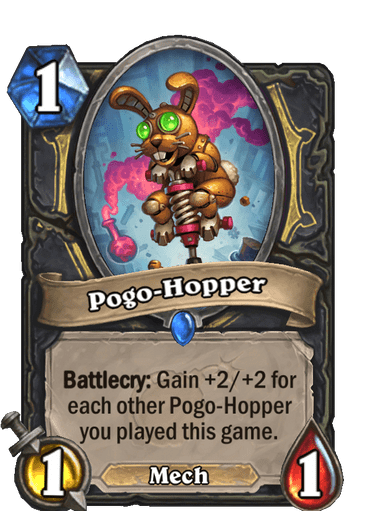 1
Pogo-Hopper
Battlecry: Gain +2/+2 for
each other Pogo-Hopper
you played this game.
1
Mech
1